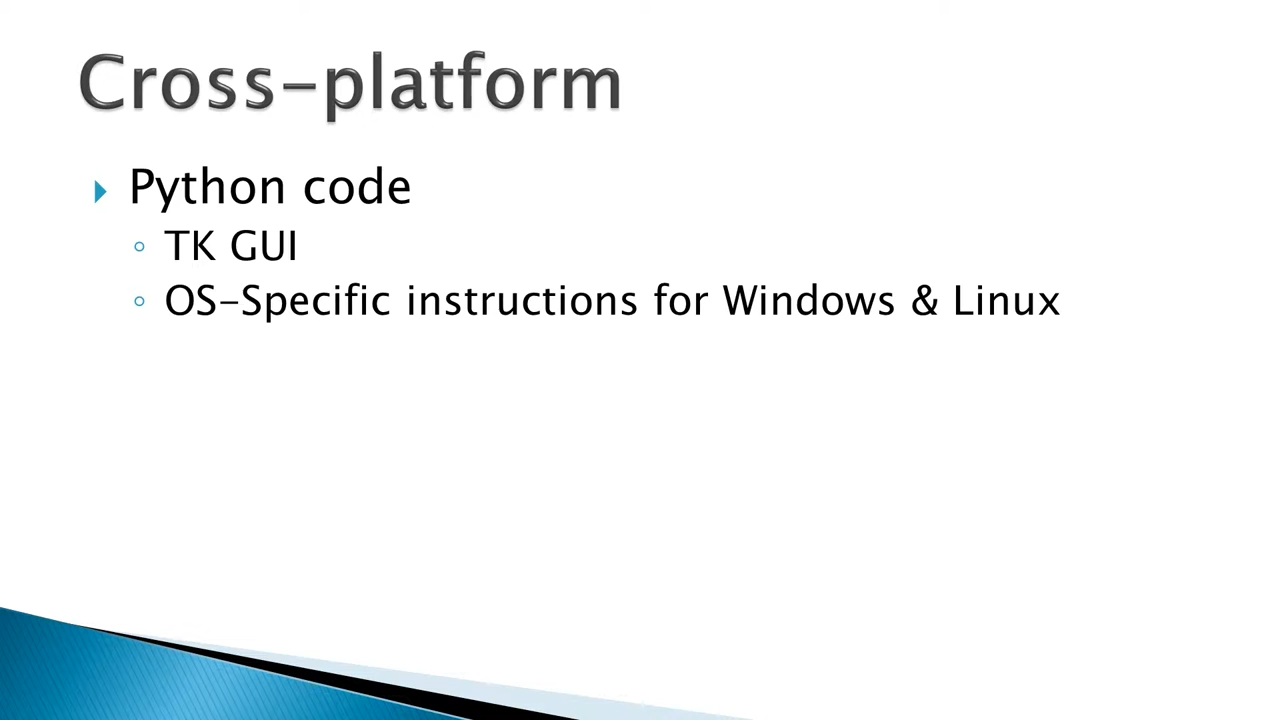 Cross-platform
Python code
TK GUI
OS-Specific instructions for Windows & Linux